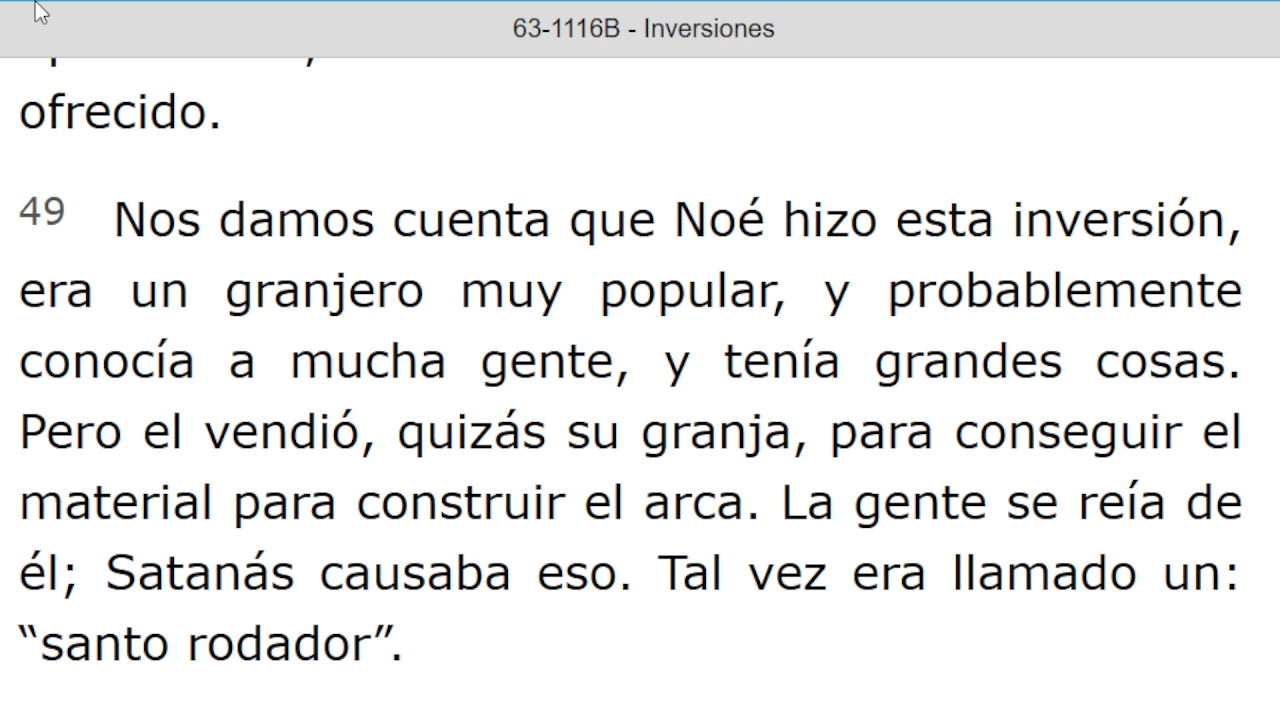 63-1116B - Inversiones
ofrecido.
49 Nos damos cuenta que Noé hizo esta inversión,
era un granjero muy popular, y probablemente
conocía a mucha gente, y tenía grandes cosas.
Pero el vendió, quizás su granja, para conseguir el
material para construir el arca. La gente se reía de
él; Satanás causaba eso. Tal vez era llamado un:
“santo rodador”.